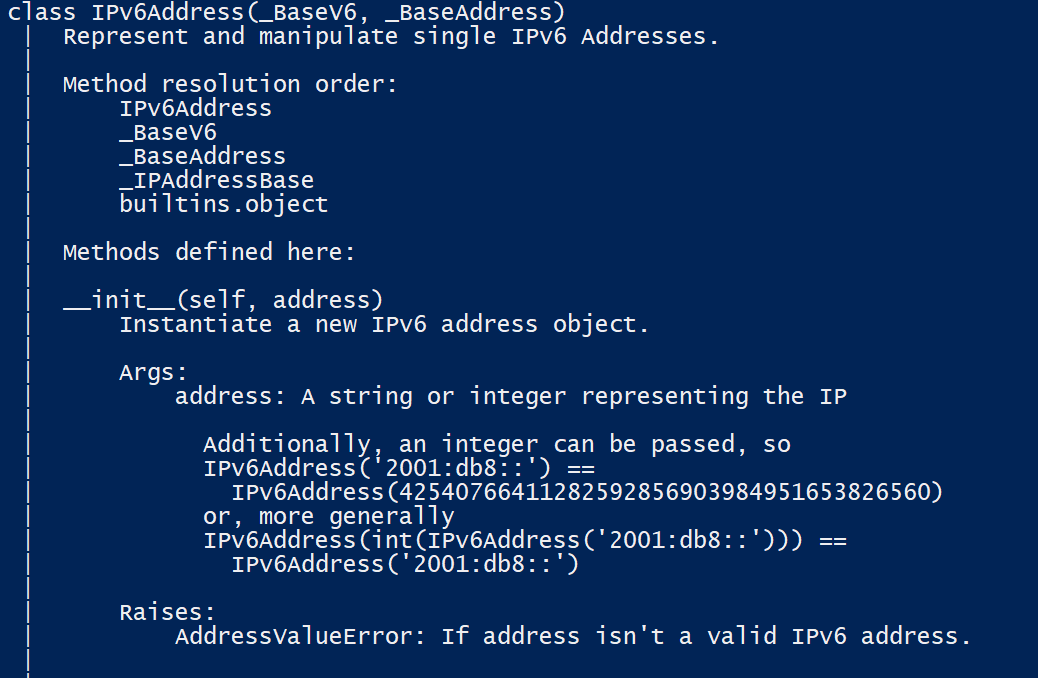 class IPv6Address(_BaseV6, _BaseAddress)
 |  Represent and manipulate single IPv6 Addresses.
 |
 |  Method resolution order:
 |      IPv6Address
 |      _BaseV6
 |      _BaseAddress
 |      _IPAddressBase
 |      builtins.object
 |
 |  Methods defined here:
 |
 |  __init__(self, address)
 |      Instantiate a new IPv6 address object.
 |
 |      Args:
 |          address: A string or integer representing the IP
 |
 |            Additionally, an integer can be passed, so
 |            IPv6Address('2001:db8::') ==
 |              IPv6Address(42540766411282592856903984951653826560)
 |            or, more generally
 |            IPv6Address(int(IPv6Address('2001:db8::'))) ==
 |              IPv6Address('2001:db8::')
 |
 |      Raises:
 |          AddressValueError: If address isn't a valid IPv6 address.
 |
 |